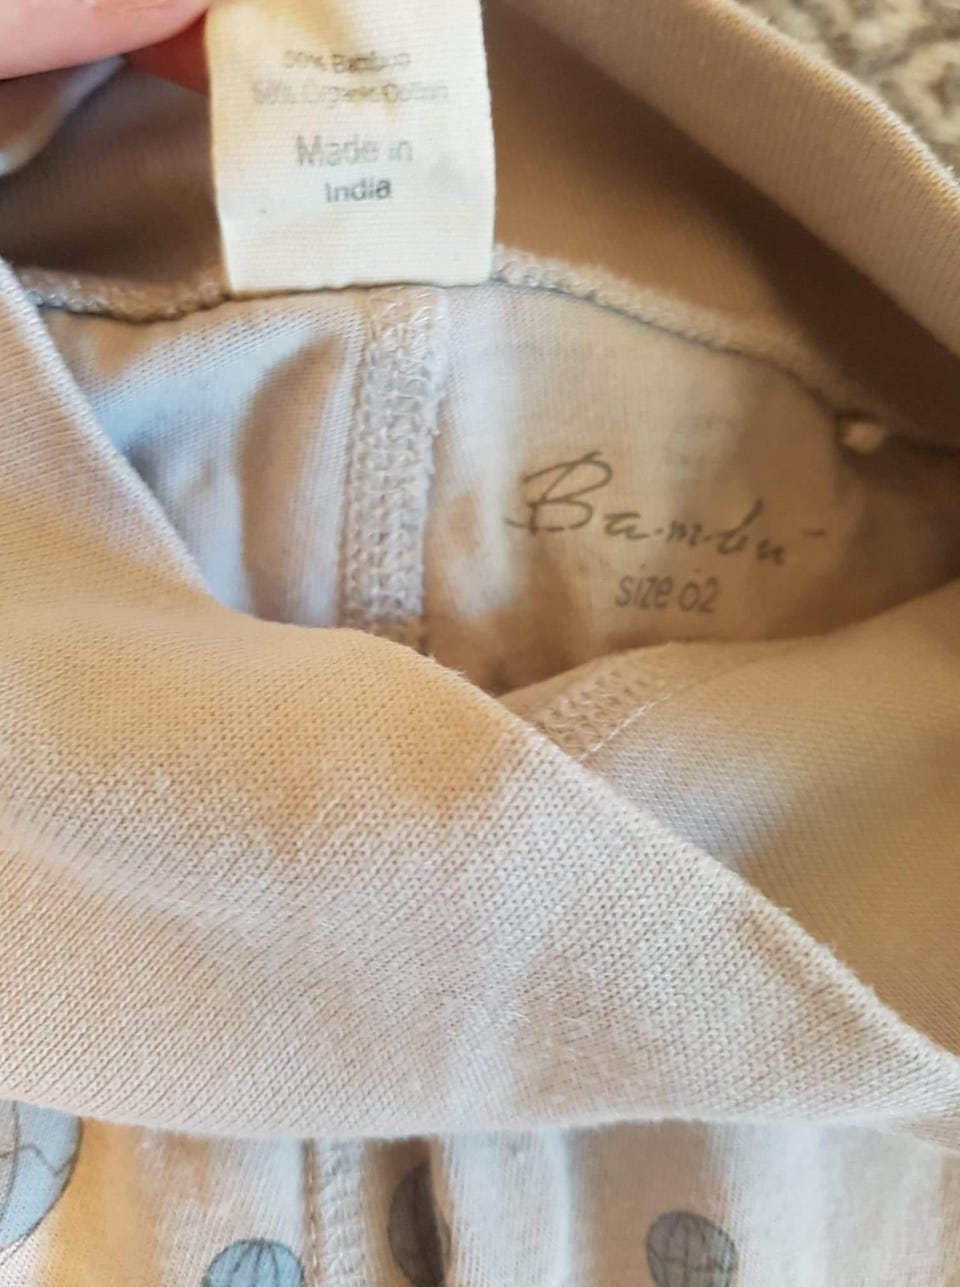 50% Bamboo
50% Organic Cotton
Made in
India
Bambu
size 02